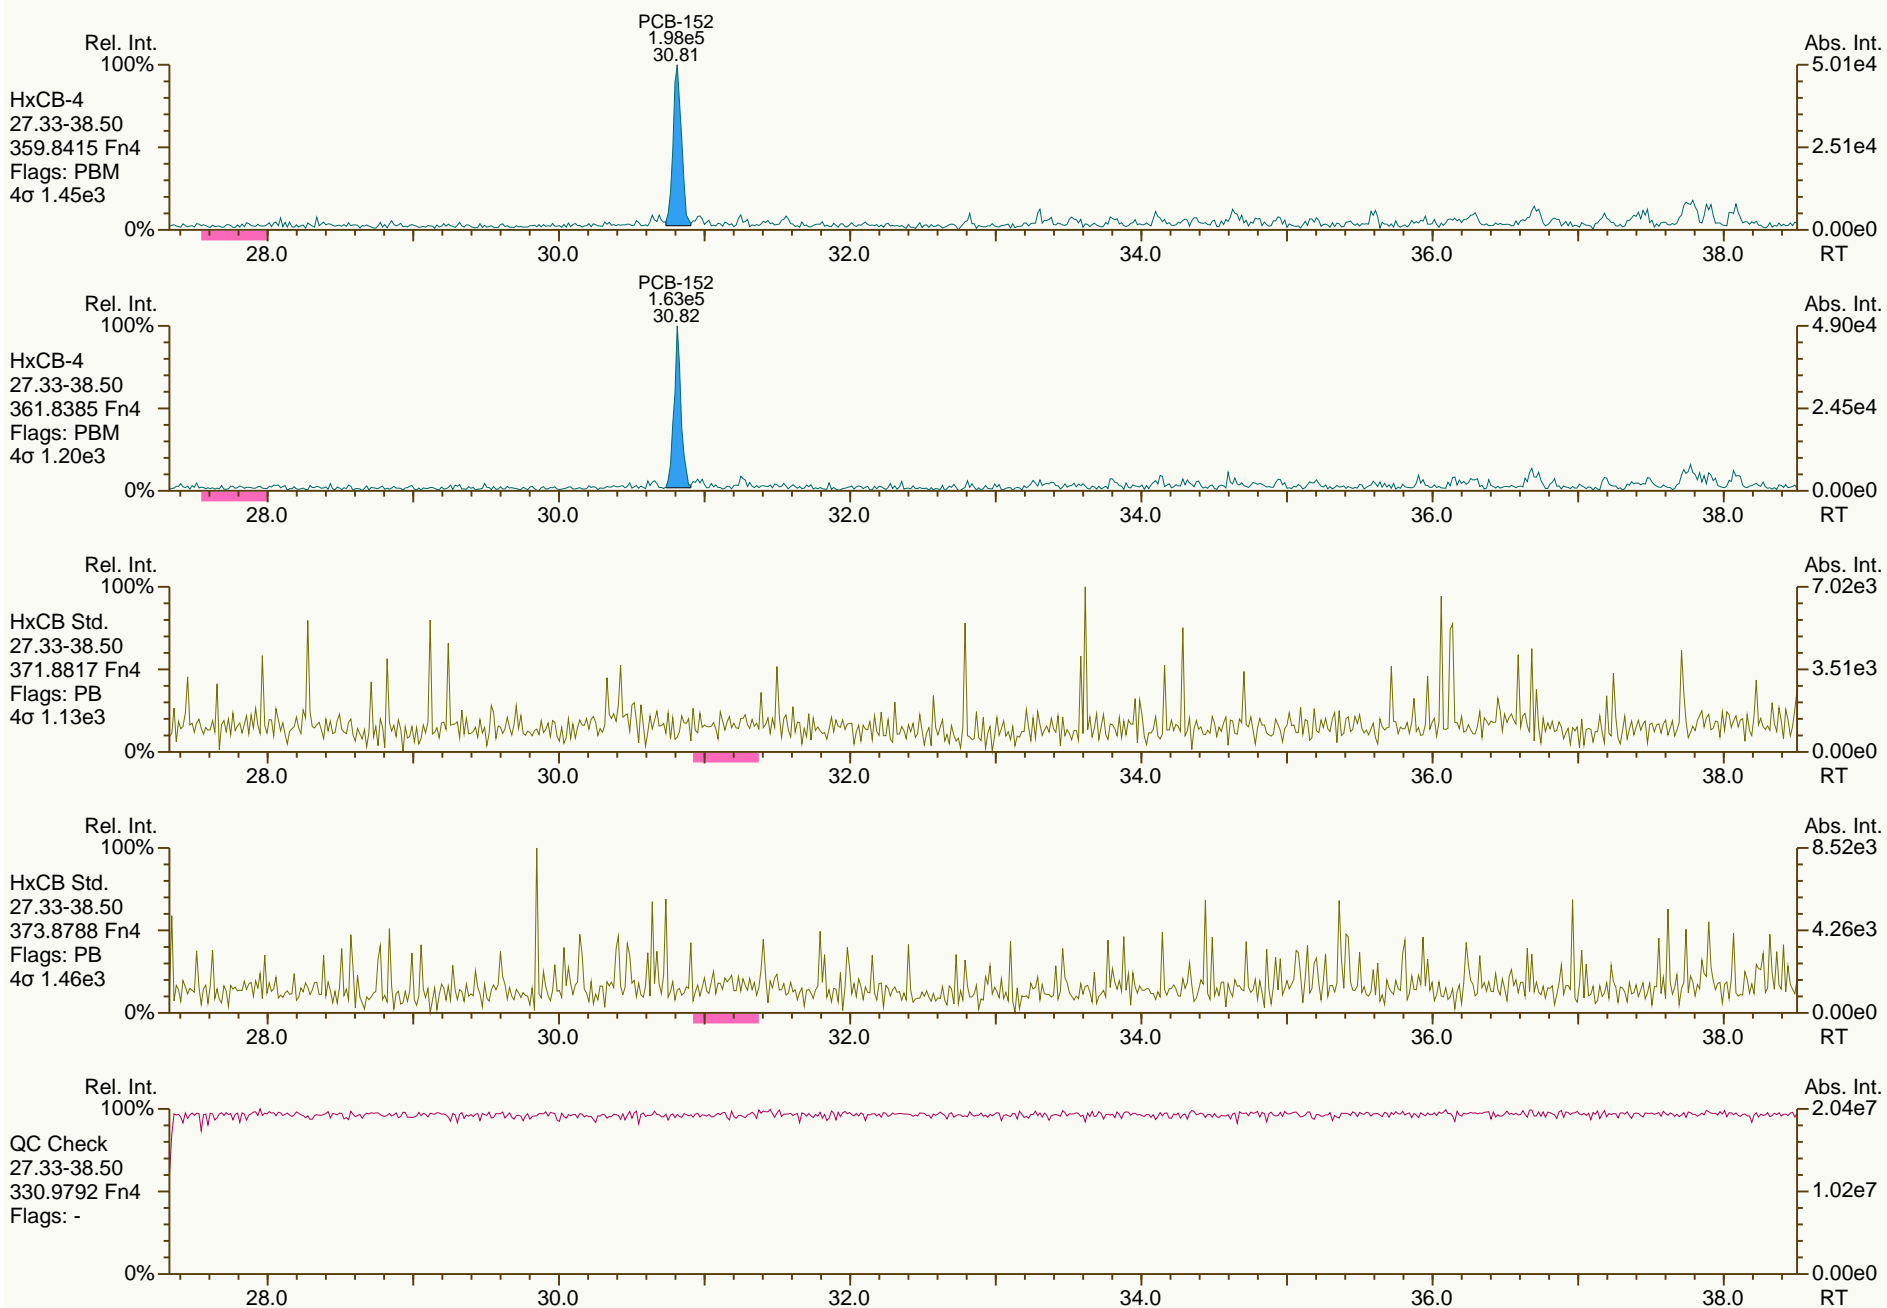 PCB-152
1.98e5
30.81
Rel. Int.
Abs. Int.
100%
5.01e4
HxCB-4
27.33-38.50
359.8415 Fn4
2.51e4
Flags: PBM
4σ 1.45e3
0%
0.00e0
28.0 30.0 32.0 34.0 36.0 38.0 RT
PCB-152
1.63e5
30.82
Rel. Int.
Abs. Int.
100%
4.90e4
HxCB-4
27.33-38.50
361.8385 Fn4
2.45e4
Flags: PBM
4σ 1.20e3
0%
0.00e0
28.0 30.0 32.0 34.0 36.0 38.0 RT
Rel. Int.
Abs. Int.
100%
7.02e3
HxCB Std.
27.33-38.50
371.8817 Fn4
3.51e3
Flags: PB
4σ 1.13e3
0%
0.00e0
28.0 30.0 32.0 34.0 36.0 38.0 RT
Rel. Int.
Abs. Int.
100%
8.52e3
HxCB Std.
27.33-38.50
373.8788 Fn4
4.26e3
Flags: PB
4σ 1.46e3
0%
0.00e0
28.0 30.0 32.0 34.0 36.0 38.0 RT
Rel. Int.
Abs. Int.
100%
2.04e7
QC Check
27.33-38.50
330.9792 Fn4
1.02e7
Flags: -
0%
0.00e0
28.0 30.0 32.0 34.0 36.0 38.0 RT